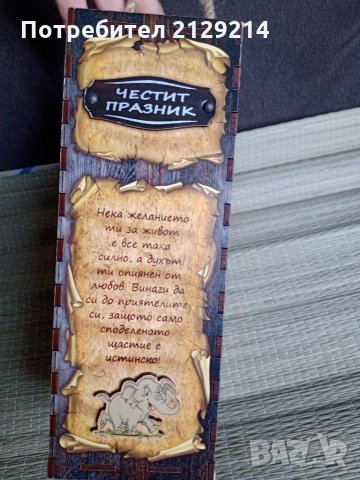 Потребител 2129214
ЧЕСТИТ
ПРАЗНИК
Нека желанието
ти за живот
е все така
силно, а духът
ти опиянен от
любов. Винаги да
си до приятелите
си, защото само
споделеното
щастие е
истинско!
BAZAR